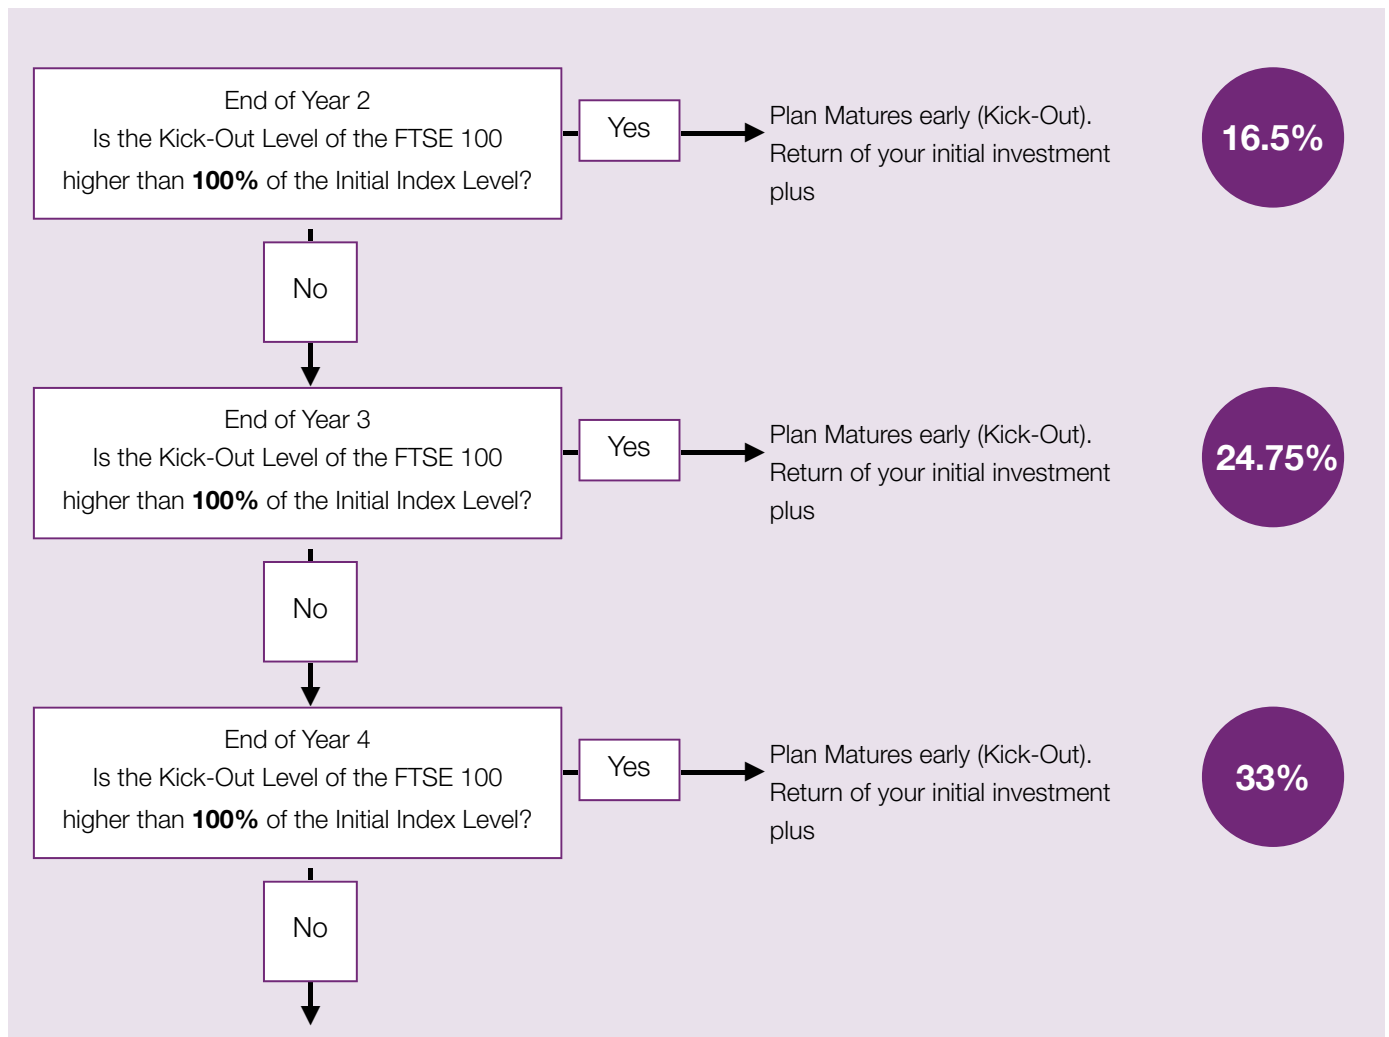 End of Year 2
Is the Kick-Out Level of the FTSE 100
higher than 100% of the Initial Index Level?
Yes
Plan Matures early (Kick-Out).
Return of your initial investment
plus
16.5%
No
End of Year 3
Is the Kick-Out Level of the FTSE 100
higher than 100% of the Initial Index Level?
Yes
Plan Matures early (Kick-Out).
Return of your initial investment
plus
24.75%
No
End of Year 4
Is the Kick-Out Level of the FTSE 100
higher than 100% of the Initial Index Level?
Yes
Plan Matures early (Kick-Out).
Return of your initial investment
plus
33%
No